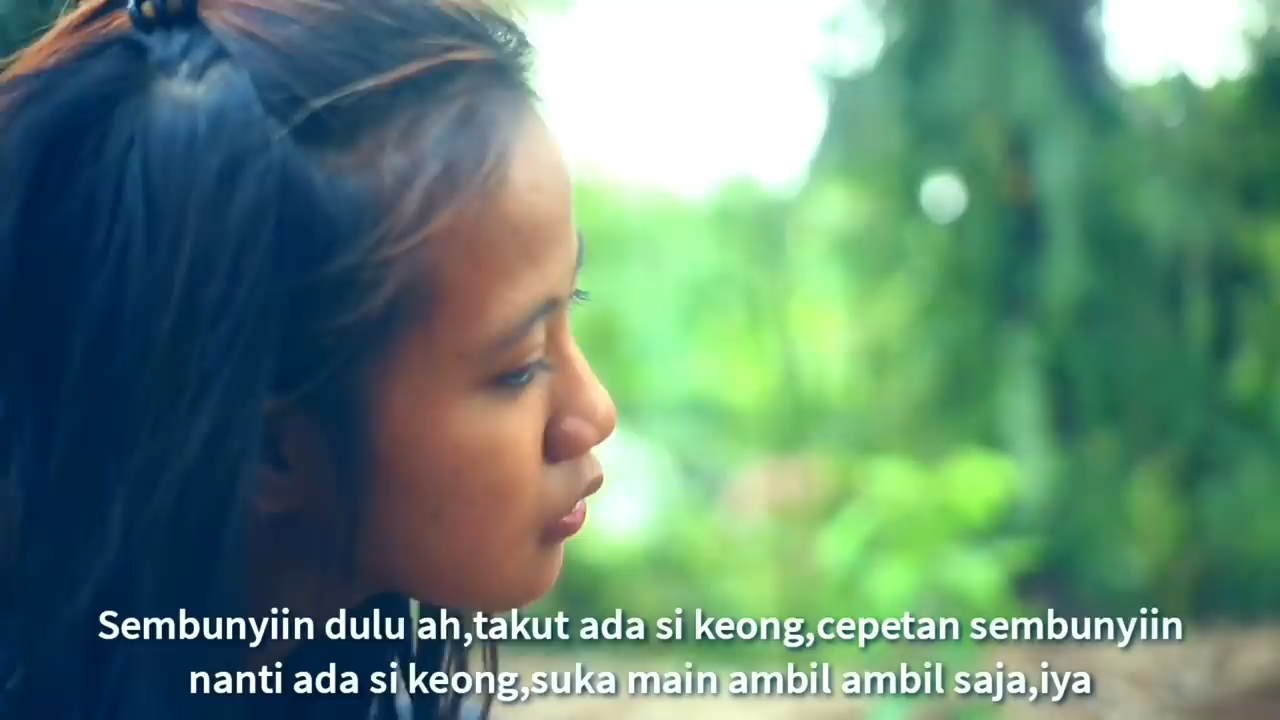 Sembunyiin dulu ah,takut ada si keong,cepetan sembunyiin
nanti ada si keong,suka main ambil ambil saja,iya